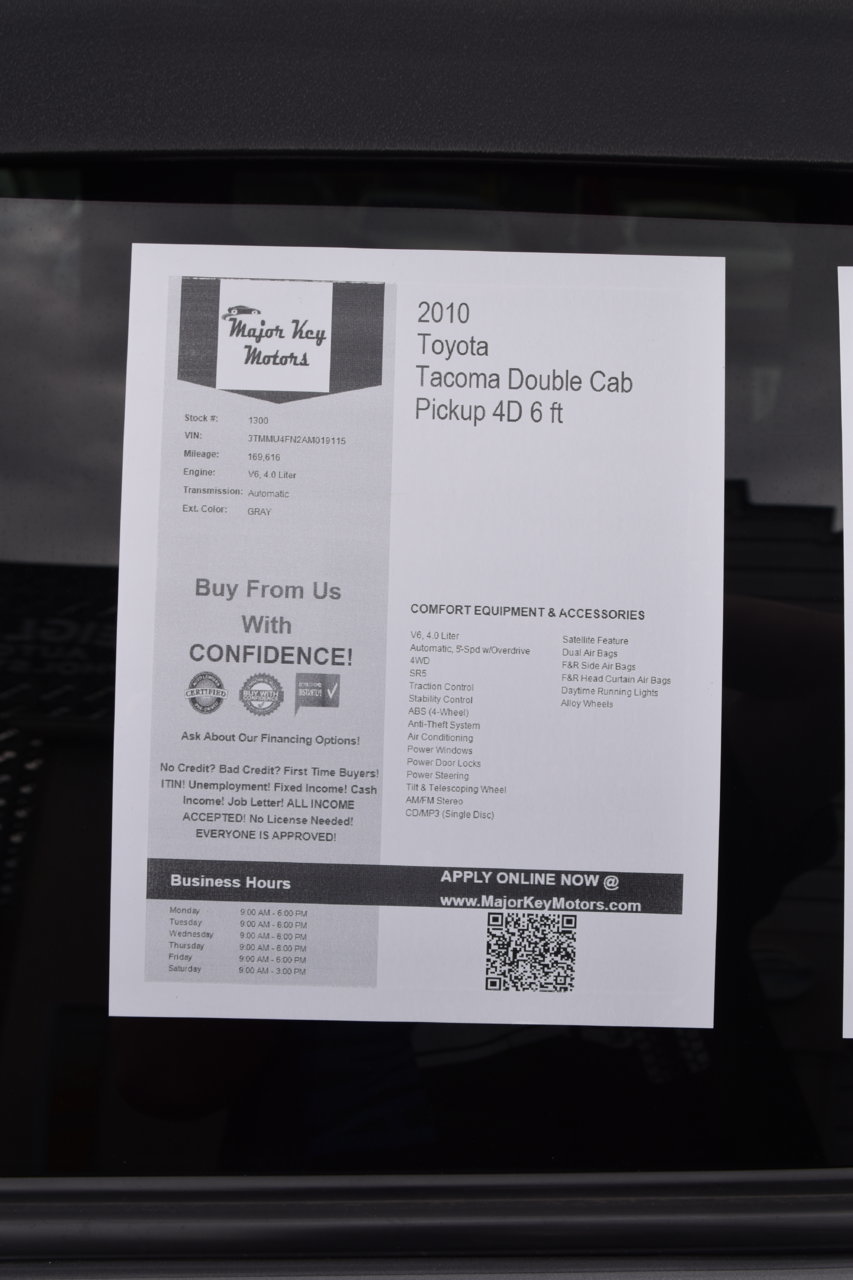 Major Key
Motors
2010
Toyota
Tacoma Double Cab
Pickup 4D 6 ft
Stock #: 1300
VIN: 3TMMU4FN2AM019115
Mileage: 169,616
Engine: V6, 4.0 Liter
Transmission: Automatic
Ext. Color: GRAY
Buy From Us
With
CONFIDENCE!
CERTIFIED
BUY WITH
CONFIDENCE
Ask About Our Financing Options!
No Credit? Bad Credit? First Time Buyers!
ITIN! Unemployment! Fixed Income! Cash
Income! Job Letter! ALL INCOME
ACCEPTED! No License Needed!
EVERYONE IS APPROVED!
COMFORT EQUIPMENT & ACCESSORIES
V6, 4.0 Liter
Automatic, 5-Spd w/Overdrive
4WD
SR5
Traction Control
Stability Control
ABS (4-Wheel)
Anti-Theft System
Air Conditioning
Power Windows
Power Door Locks
Power Steering
Tilt & Telescoping Wheel
AM/FM Stereo
CD/MP3 (Single Disc)
Satellite Feature
Dual Air Bags
F&R Side Air Bags
F&R Head Curtain Air Bags
Daytime Running Lights
Alloy Wheels
Business Hours
Monday 9:00 AM - 6:00 PM
Tuesday 9:00 AM - 6:00 PM
Wednesday 9:00 AM - 6:00 PM
Thursday 9:00 AM - 6:00 PM
Friday 9:00 AM - 6:00 PM
Saturday 9:00 AM - 3:00 PM
APPLY ONLINE NOW @
www.MajorKeyMotors.com